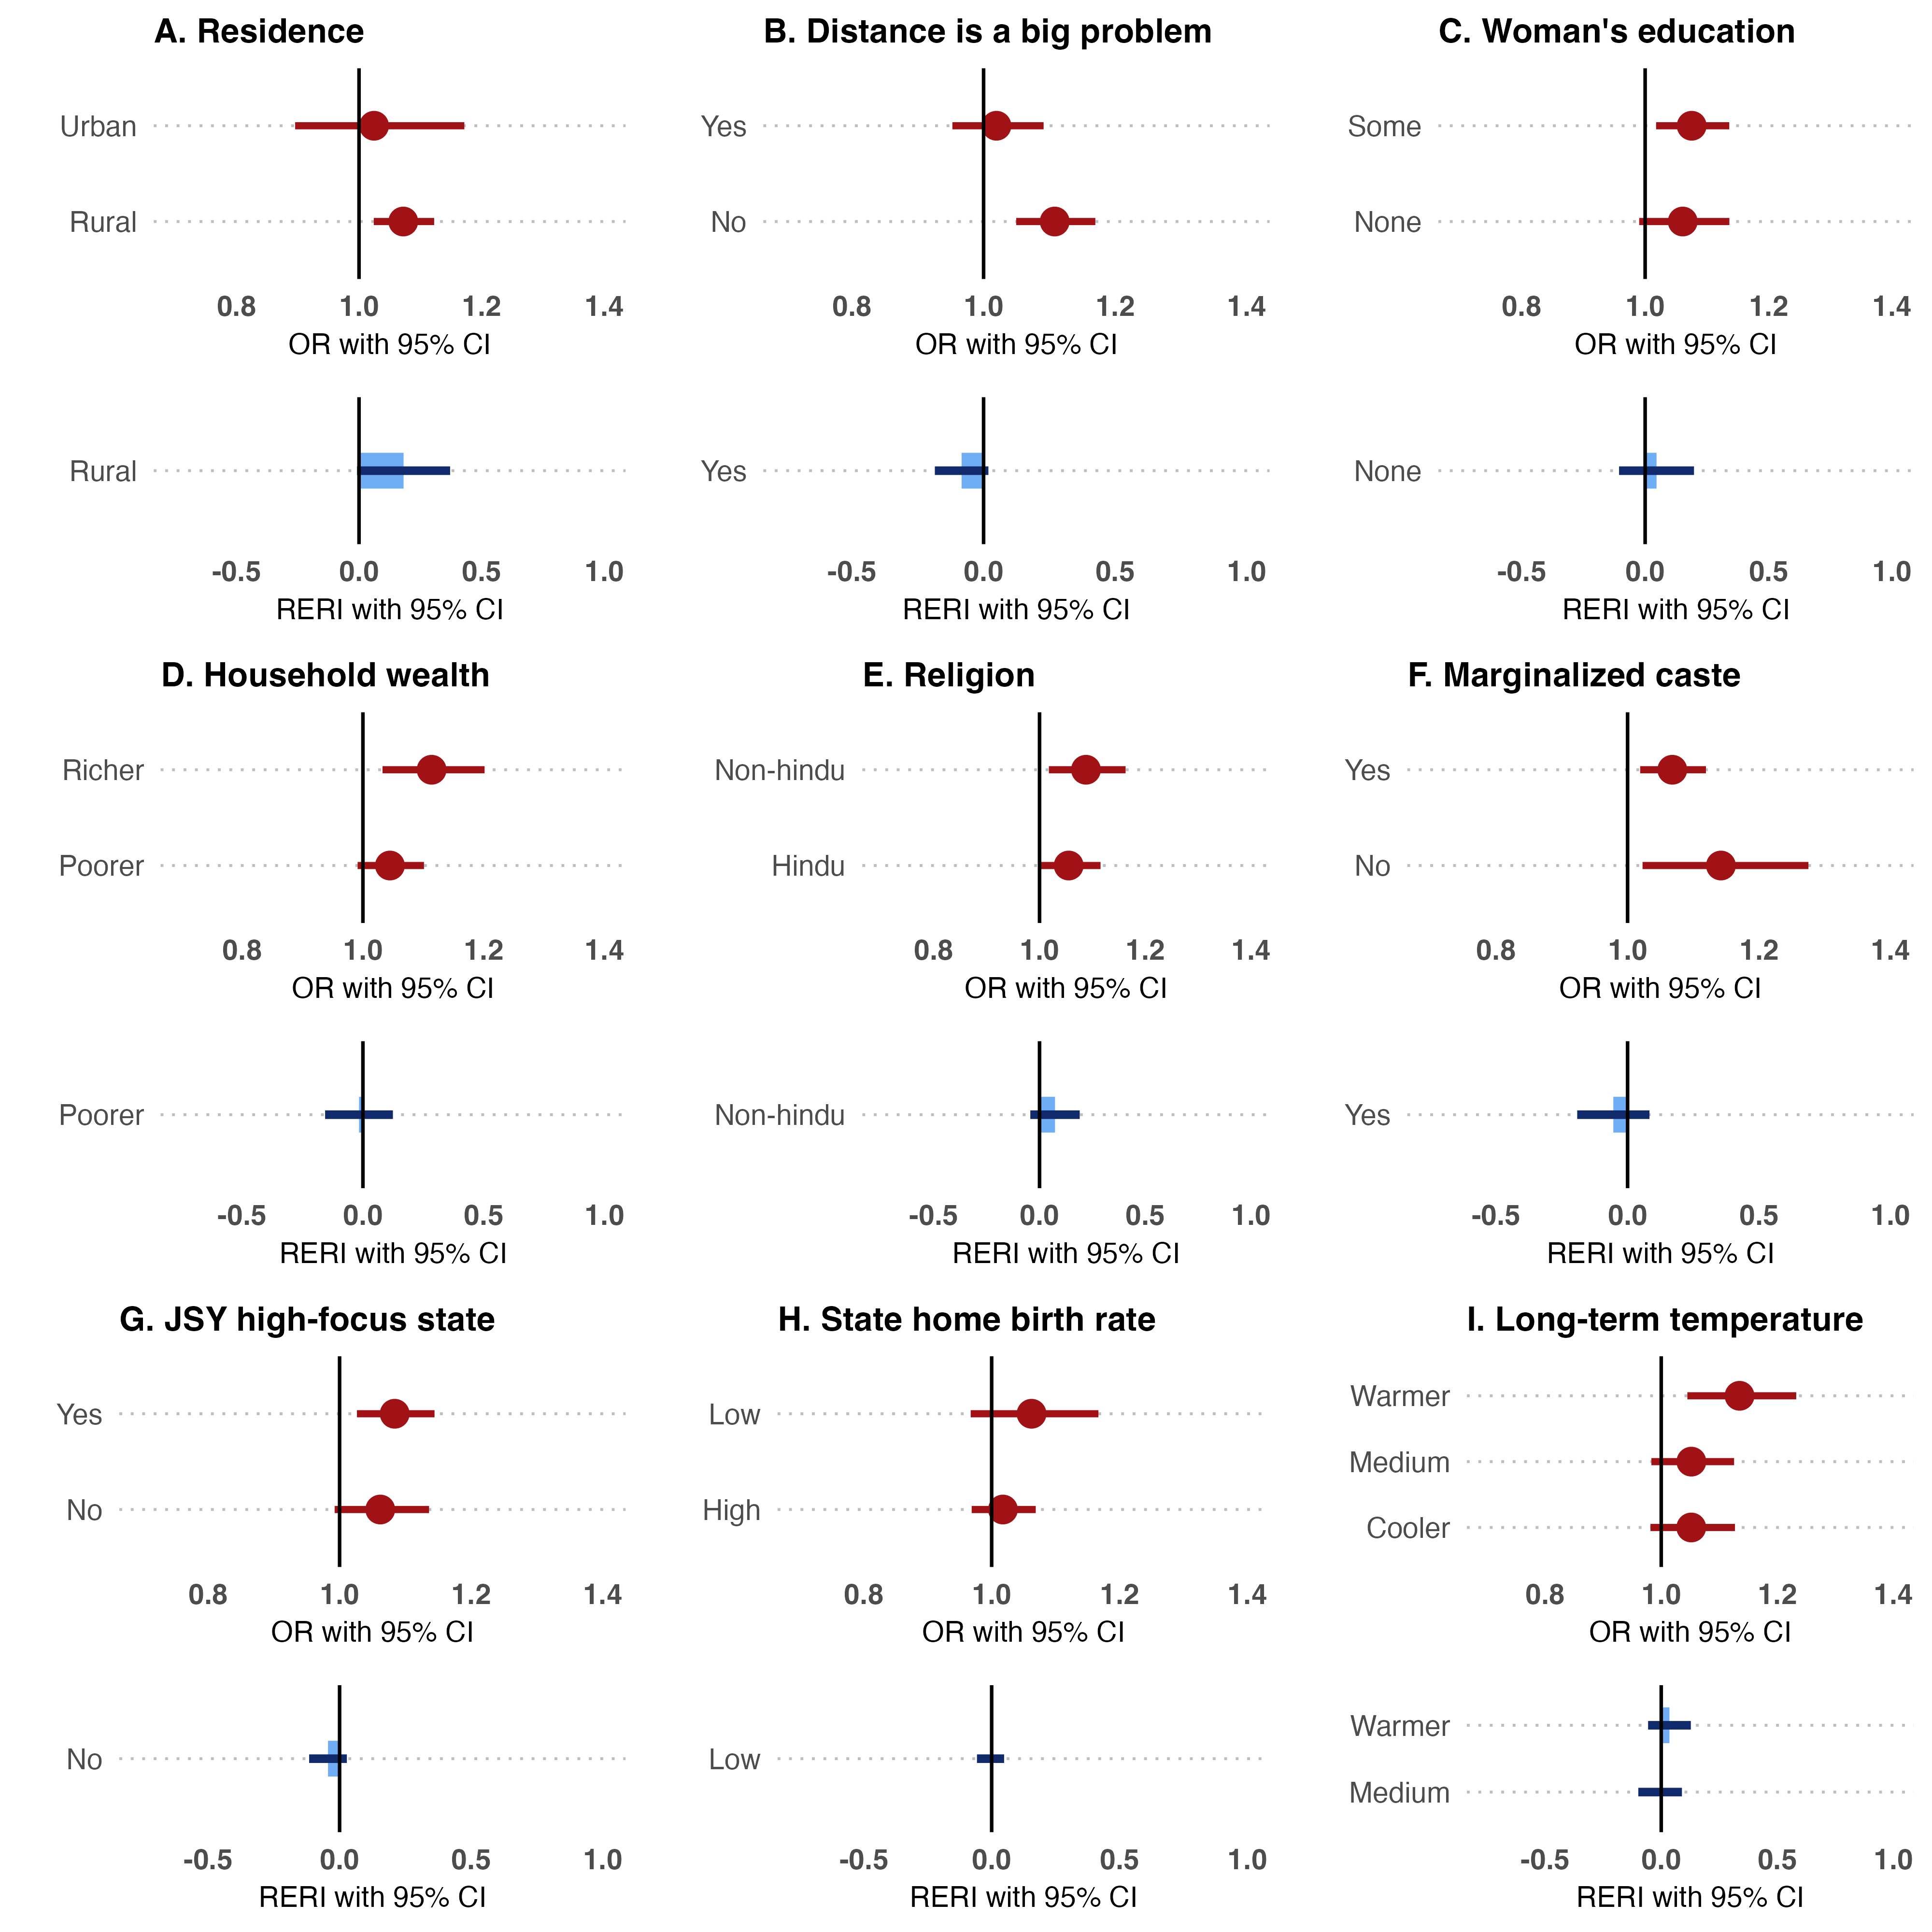 A. Residence
Urban
Rural
0.8 1.0 1.2 1.4
OR with 95% CI
Rural
-0.5 0.0 0.5 1.0
RERI with 95% CI
B. Distance is a big problem
Yes
No
0.8 1.0 1.2 1.4
OR with 95% CI
Yes
-0.5 0.0 0.5 1.0
RERI with 95% CI
C. Woman's education
Some
None
0.8 1.0 1.2 1.4
OR with 95% CI
None
-0.5 0.0 0.5 1.0
RERI with 95% CI
D. Household wealth
Richer
Poorer
0.8 1.0 1.2 1.4
OR with 95% CI
Poorer
-0.5 0.0 0.5 1.0
RERI with 95% CI
E. Religion
Non-hindu
Hindu
0.8 1.0 1.2 1.4
OR with 95% CI
Non-hindu
-0.5 0.0 0.5 1.0
RERI with 95% CI
F. Marginalized caste
Yes
No
0.8 1.0 1.2 1.4
OR with 95% CI
Yes
-0.5 0.0 0.5 1.0
RERI with 95% CI
G. JSY high-focus state
Yes
No
0.8 1.0 1.2 1.4
OR with 95% CI
No
-0.5 0.0 0.5 1.0
RERI with 95% CI
H. State home birth rate
Low
High
0.8 1.0 1.2 1.4
OR with 95% CI
Low
-0.5 0.0 0.5 1.0
RERI with 95% CI
I. Long-term temperature
Warmer
Medium
Cooler
0.8 1.0 1.2 1.4
OR with 95% CI
Warmer
Medium
-0.5 0.0 0.5 1.0
RERI with 95% CI